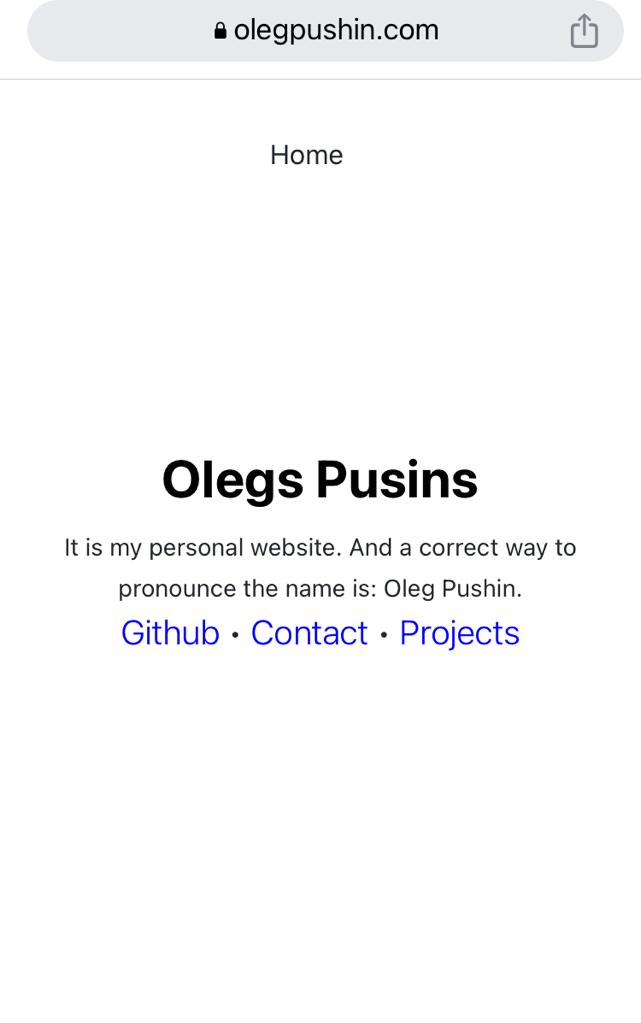 olegpushin.com
Home
Olegs Pusins
It is my personal website. And a correct way to
pronounce the name is: Oleg Pushin.
Github • Contact • Projects